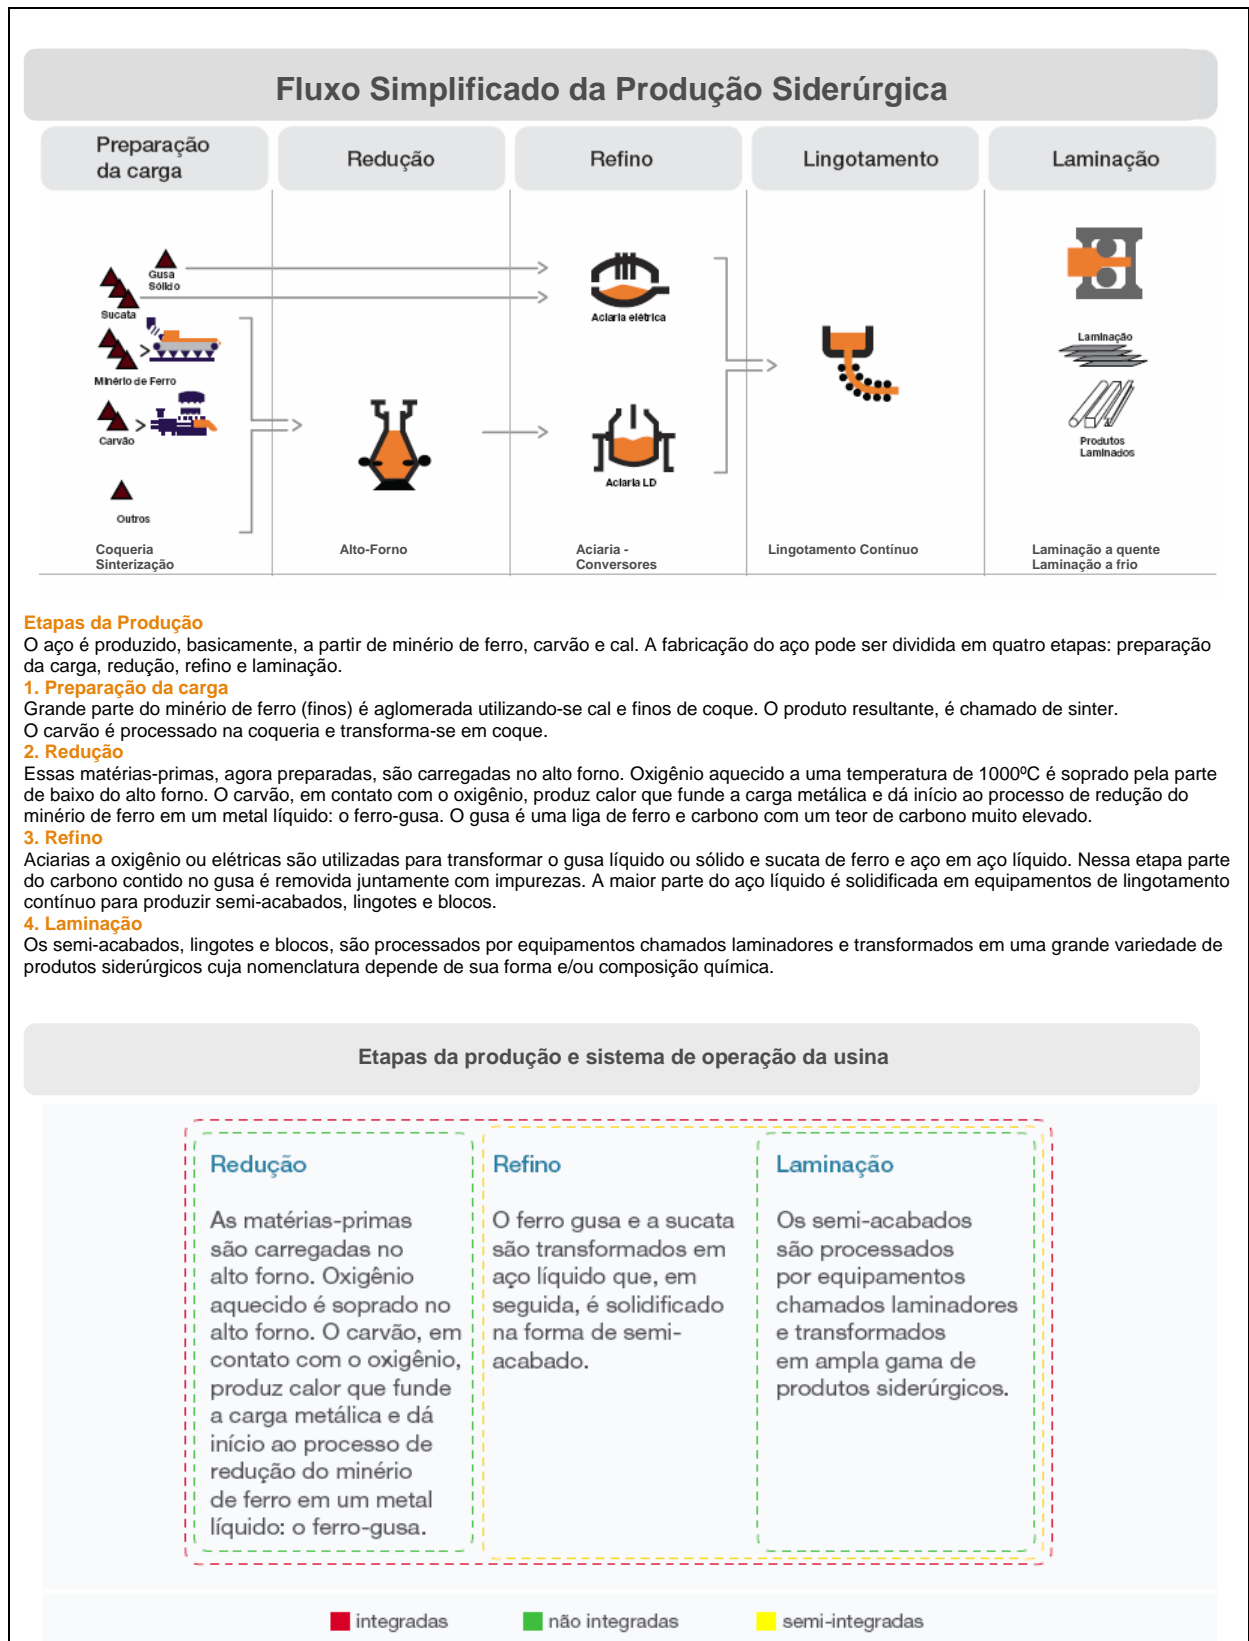 Fluxo Simplificado da Produção Siderúrgica
Preparação
da carga
Redução
Refino
Lingotamento
Laminação
Gusa
Sólido
Sucata
Minério de Ferro
Carvão
Outros
Aciaria elétrica
Aciaria LD
Laminação
Produtos
Laminados
Coqueria
Sinterização
Alto-Forno
Aciaria -
Conversores
Lingotamento Contínuo
Laminação a quente
Laminação a frio
Etapas da Produção
O aço é produzido, basicamente, a partir de minério de ferro, carvão e cal. A fabricação do aço pode ser dividida em quatro etapas: preparação
da carga, redução, refino e laminação.
1. Preparação da carga
Grande parte do minério de ferro (finos) é aglomerada utilizando-se cal e finos de coque. O produto resultante, é chamado de sinter.
O carvão é processado na coqueria e transforma-se em coque.
2. Redução
Essas matérias-primas, agora preparadas, são carregadas no alto forno. Oxigênio aquecido a uma temperatura de 1000ºC é soprado pela parte
de baixo do alto forno. O carvão, em contato com o oxigênio, produz calor que funde a carga metálica e dá início ao processo de redução do
minério de ferro em um metal líquido: o ferro-gusa. O gusa é uma liga de ferro e carbono com um teor de carbono muito elevado.
3. Refino
Aciarias a oxigênio ou elétricas são utilizadas para transformar o gusa líquido ou sólido e sucata de ferro e aço em aço líquido. Nessa etapa parte
do carbono contido no gusa é removida juntamente com impurezas. A maior parte do aço líquido é solidificada em equipamentos de lingotamento
contínuo para produzir semi-acabados, lingotes e blocos.
4. Laminação
Os semi-acabados, lingotes e blocos, são processados por equipamentos chamados laminadores e transformados em uma grande variedade de
produtos siderúrgicos cuja nomenclatura depende de sua forma e/ou composição química.
Etapas da produção e sistema de operação da usina
Redução
As matérias-primas
são carregadas no
alto forno. Oxigênio
aquecido é soprado no
alto forno. O carvão, em
contato com o oxigênio,
produz calor que funde
a carga metálica e dá
início ao processo de
redução do minério
de ferro em um metal
líquido: o ferro-gusa.
Refino
O ferro gusa e a sucata
são transformados em
aço líquido que, em
seguida, é solidificado
na forma de semi-
acabado.
Laminação
Os semi-acabados
são processados
por equipamentos
chamados laminadores
e transformados
em ampla gama de
produtos siderúrgicos.
integradas
não integradas
semi-integradas